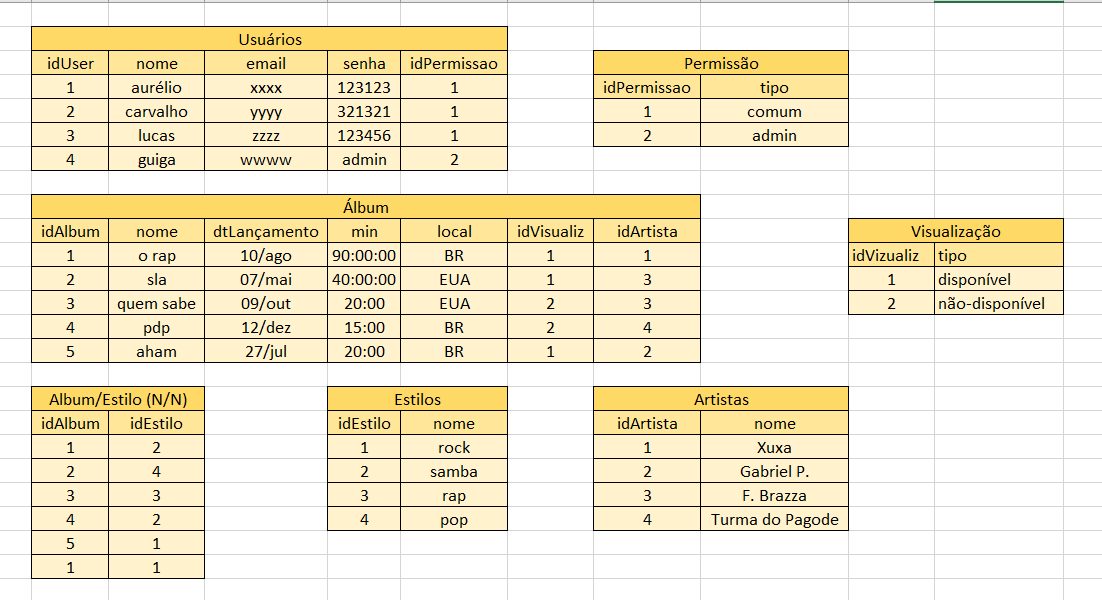 Usuários
idUser nome email senha idPermissao
1 aurélio xxxx 123123 1
2 carvalho yyyy 321321 1
3 lucas zzzz 123456 1
4 guiga wwww admin 2
Permissão
idPermissao tipo
1 comum
2 admin
Álbum
idAlbum nome dtLançamento min local idVisualiz idArtista
1 o rap 10/ago 90:00:00 BR 1 1
2 sla 07/mai 40:00:00 EUA 1 3
3 quem sabe 09/out 20:00 EUA 2 3
4 pdp 12/dez 15:00 BR 2 4
5 aham 27/jul 20:00 BR 1 2
Visualização
idVizualiz tipo
1 disponível
2 não-disponível
Album/Estilo (N/N)
idAlbum idEstilo
1 2
2 4
3 3
4 2
5 1
1 1
Estilos
idEstilo nome
1 rock
2 samba
3 rap
4 pop
Artistas
idArtista nome
1 Xuxa
2 Gabriel P.
3 F. Brazza
4 Turma do Pagode